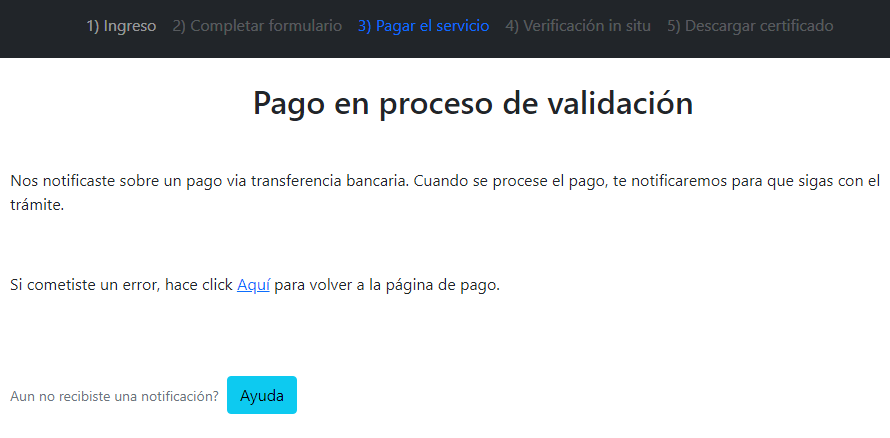 1) Ingreso 2) Completar formulario 3) Pagar el servicio 4) Verificación in situ 5) Descargar certificado
Pago en proceso de validación
Nos notificaste sobre un pago via transferencia bancaria. Cuando se procese el pago, te notificaremos para que sigas con el
trámite.
Si cometiste un error, hace click Aquí para volver a la página de pago.
Aun no recibiste una notificación? Ayuda